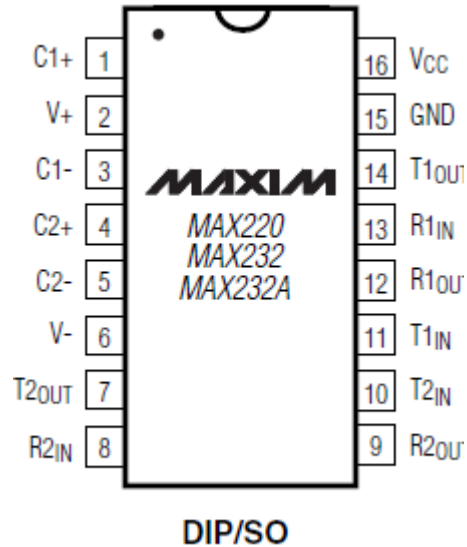 C1+ 1
V+ 2
C1- 3
C2+ 4
C2- 5
V- 6
T2OUT 7
R2IN 8
MAXIM
MAX220
MAX232
MAX232A
16 VCC
15 GND
14 T1OUT
13 R1IN
12 R1OUT
11 T1IN
10 T2IN
9 R2OUT
DIP/SO